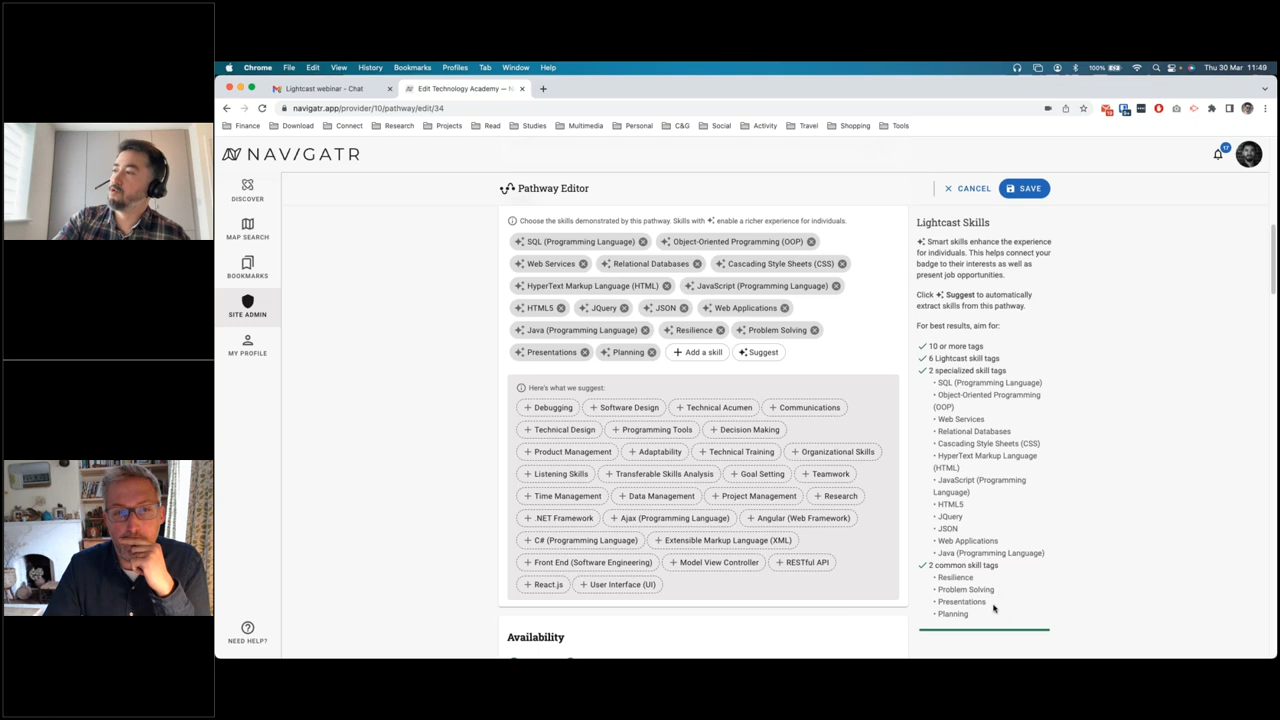 Chrome File Edit View History Bookmarks Profiles Tab Window Help 100% Thu 30 Mar 11:49
Lightcast webinar - Chat
Edit Technology Academy — N
navigatr.app/provider/10/pathway/edit/34
Finance Download Connect Research Projects Read Studies Multimedia Personal C&G Social Activity Travel Shopping Tools
NAVIGATR
17
DISCOVER
MAP SEARCH
BOOKMARKS
SITE ADMIN
MY PROFILE
NEED HELP?
Pathway Editor
CANCEL
SAVE
Choose the skills demonstrated by this pathway. Skills with enable a richer experience for individuals.
SQL (Programming Language) Object-Oriented Programming (OOP)
Web Services Relational Databases Cascading Style Sheets (CSS)
HyperText Markup Language (HTML) JavaScript (Programming Language)
HTML5 JQuery JSON Web Applications
Java (Programming Language) Resilience Problem Solving
Presentations Planning + Add a skill Suggest
Here's what we suggest:
+ Debugging + Software Design + Technical Acumen + Communications
+ Technical Design + Programming Tools + Decision Making
+ Product Management + Adaptability + Technical Training + Organizational Skills
+ Listening Skills + Transferable Skills Analysis + Goal Setting + Teamwork
+ Time Management + Data Management + Project Management + Research
+ .NET Framework + Ajax (Programming Language) + Angular (Web Framework)
+ C# (Programming Language) + Extensible Markup Language (XML)
+ Front End (Software Engineering) + Model View Controller + RESTful API
+ React.js + User Interface (UI)
Availability
Lightcast Skills
Smart skills enhance the experience
for individuals. This helps connect your
badge to their interests as well as
present job opportunities.
Click Suggest to automatically
extract skills from this pathway.
For best results, aim for:
10 or more tags
6 Lightcast skill tags
2 specialized skill tags
• SQL (Programming Language)
• Object-Oriented Programming
(OOP)
• Web Services
• Relational Databases
• Cascading Style Sheets (CSS)
• HyperText Markup Language
(HTML)
• JavaScript (Programming
Language)
• HTML5
• JQuery
• JSON
• Web Applications
• Java (Programming Language)
2 common skill tags
• Resilience
• Problem Solving
• Presentations
• Planning